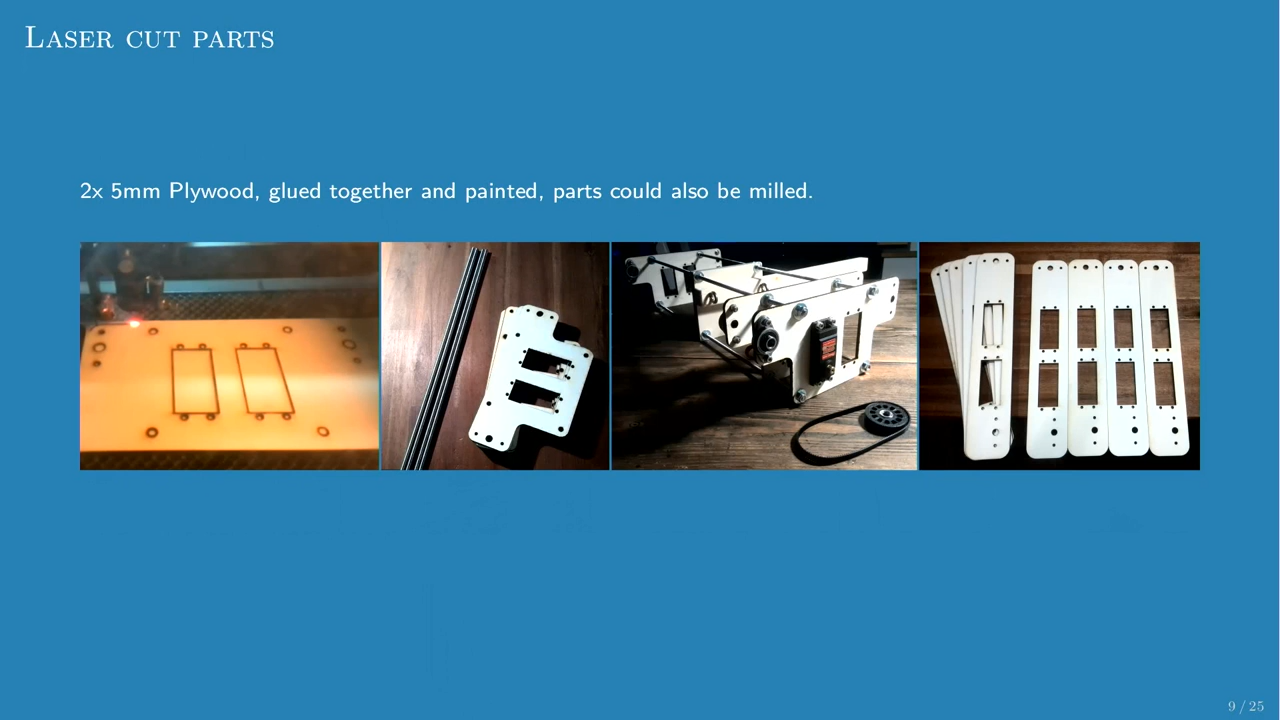 Laser cut parts
2x 5mm Plywood, glued together and painted, parts could also be milled.
9 / 25